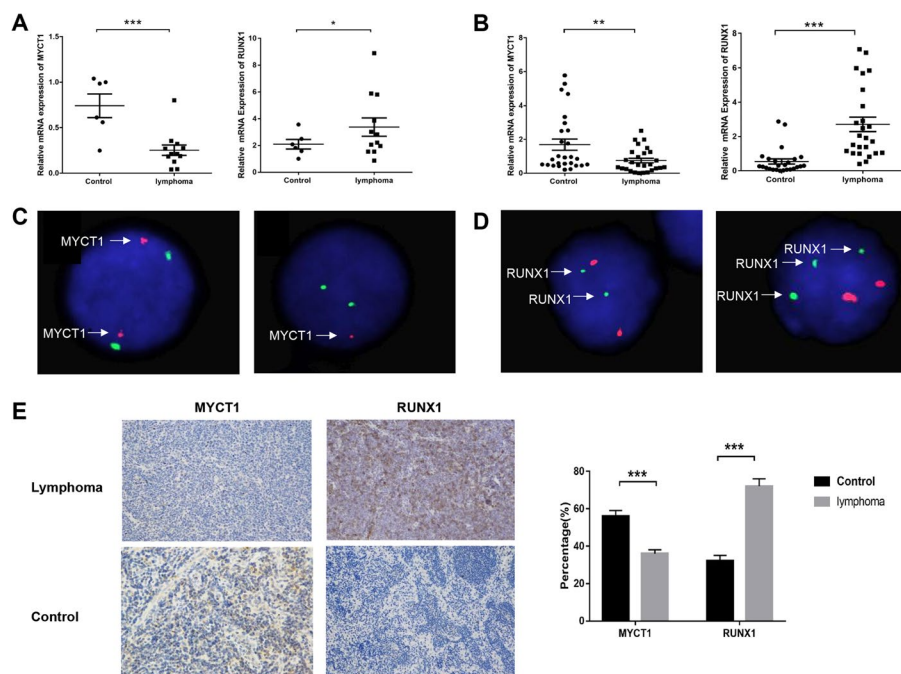 A
***
Relative mRNA expression of MYCT1
1.5
1.0
0.5
0.0
Control
lymphoma
*
Relative mRNA Expression of RUNX1
10
8
6
4
2
0
Control
lymphoma
B
**
Relative mRNA expression of MYCT1
8
6
4
2
0
Control
lymphoma
***
Relative mRNA Expression of RUNX1
8
6
4
2
0
Control
lymphoma
C
MYCT1
MYCT1
MYCT1
D
RUNX1
RUNX1
RUNX1
RUNX1
RUNX1
E
MYCT1
RUNX1
Lymphoma
Control
***
***
Percentage(%)
80
60
40
20
0
MYCT1
RUNX1
Control
lymphoma